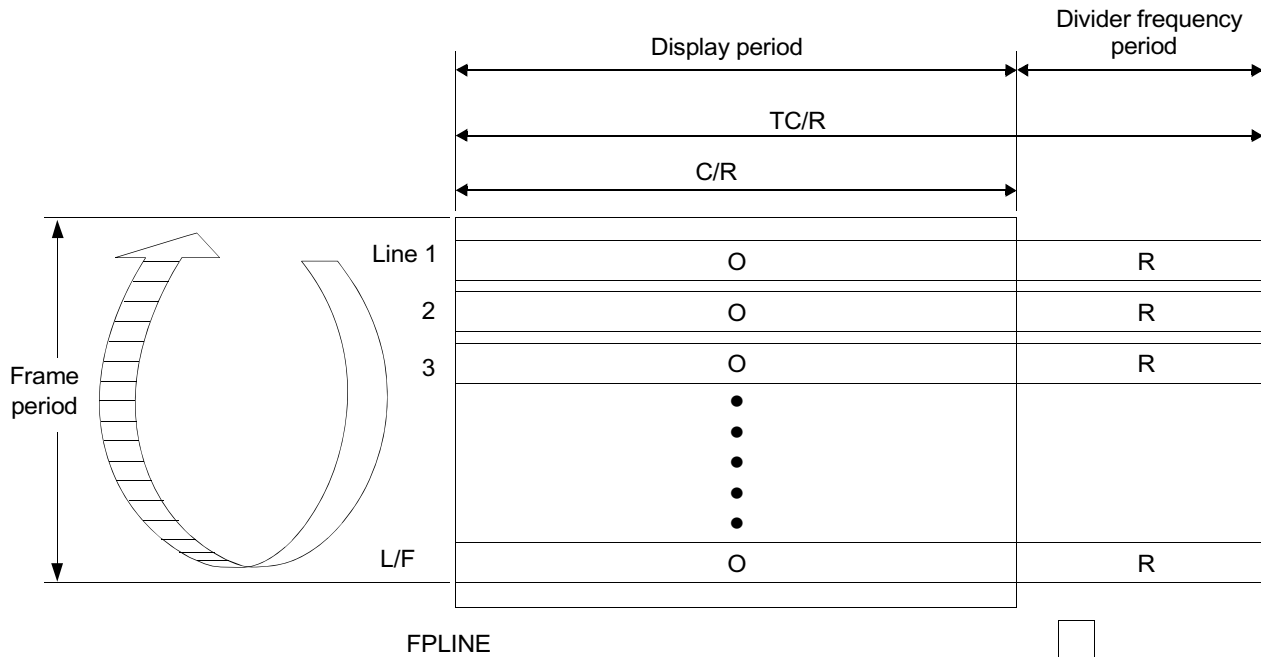 Divider frequency
period
Display period
TC/R
C/R
Line 1 O R
2 O R
3 O R
Frame
period
L/F O R
FPLINE